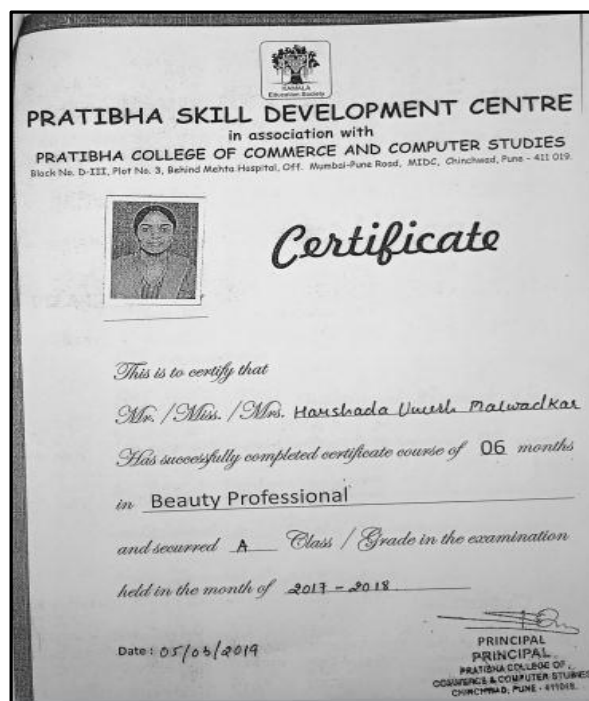 KAMALA
Education Society
PRATIBHA SKILL DEVELOPMENT CENTRE
in association with
PRATIBHA COLLEGE OF COMMERCE AND COMPUTER STUDIES
Block No. D-III, Plot No. 3, Behind Mehta Hospital, Off. Mumbai-Pune Road, MIDC, Chinchwad, Pune - 411 019.
Certificate
This is to certify that
Mr. / Miss. / Mrs. Harshada Umesh Malwadkar
Has successfully completed certificate course of 06 months
in Beauty Professional
and securred A Class / Grade in the examination
held in the month of 2017 - 2018
Date : 05/03/2019
PRINCIPAL
PRINCIPAL
PRATIBHA COLLEGE OF
COMMERCE & COMPUTER STUDIES
CHINCHWAD, PUNE - 411019.